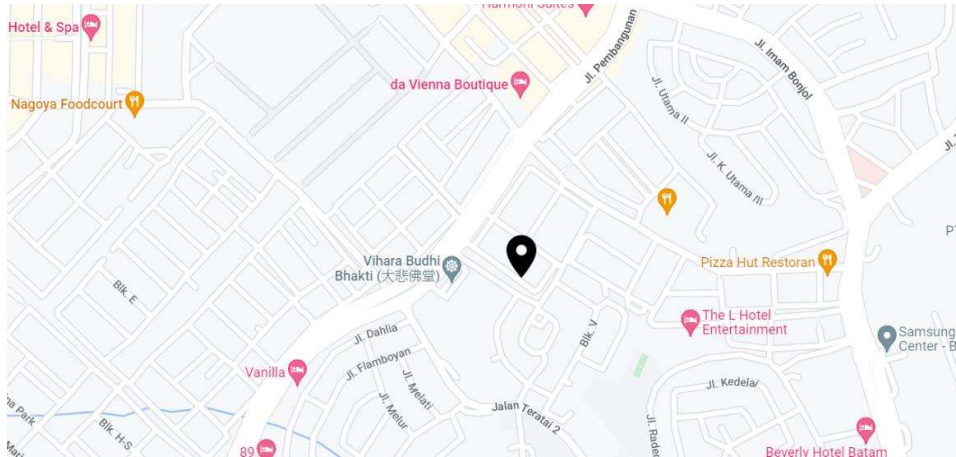 Harmoni Suites
Hotel & Spa
Jl. Pembangunan
Jl. Imam Bonjol
da Vienna Boutique
Jl. Utama II
Nagoya Foodcourt
Jl. K. Utama III
Vihara Budhi
Bhakti (大悲佛堂)
Pizza Hut Restoran
Blk. E
The L Hotel
Entertainment
Blk. V
Samsung
Center - B
Jl. Dahlia
Jl. Flamboyan
Vanilla
Jl. Melati
Jl. Melur
Jl. Kedela
Jalan Teratai 2
Park
Blk. H-S
89
Beverly Hotel Batam